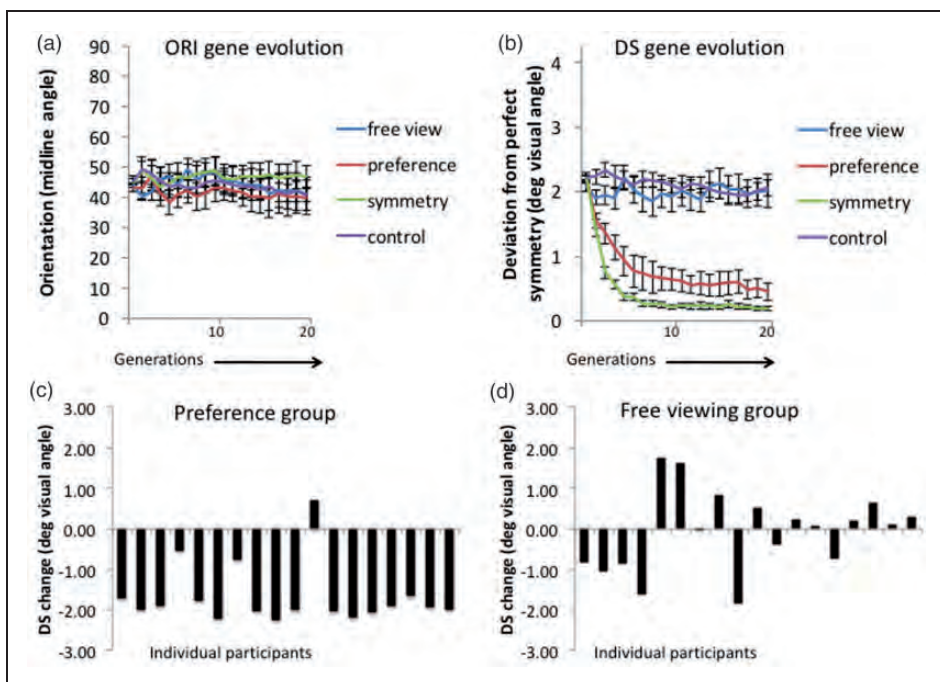 (a)
ORI gene evolution
Orientation (midline angle)
90
80
70
60
50
40
30
20
10
0
10
20
Generations
free view
preference
symmetry
control
(b)
DS gene evolution
Deviation from perfect
symmetry (deg visual angle)
4
3
2
1
0
10
20
Generations
free view
preference
symmetry
control
(c)
Preference group
DS change (deg visual angle)
3.00
2.00
1.00
0.00
-1.00
-2.00
-3.00
Individual participants
(d)
Free viewing group
DS change (deg visual angle)
3.00
2.00
1.00
0.00
-1.00
-2.00
-3.00
Individual participants